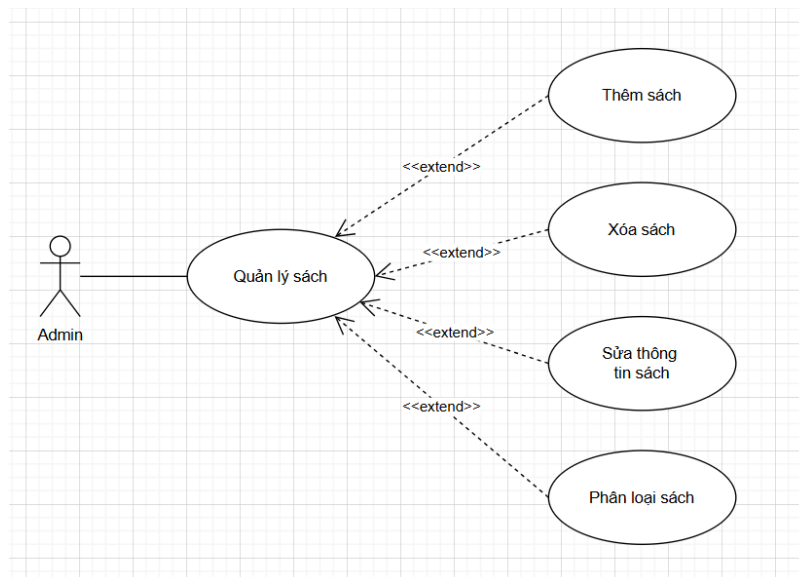 Thêm sách
<<extend>>
Xóa sách
<<extend>>
Quản lý sách
Admin
<<extend>>
Sửa thông
tin sách
<<extend>>
Phân loại sách